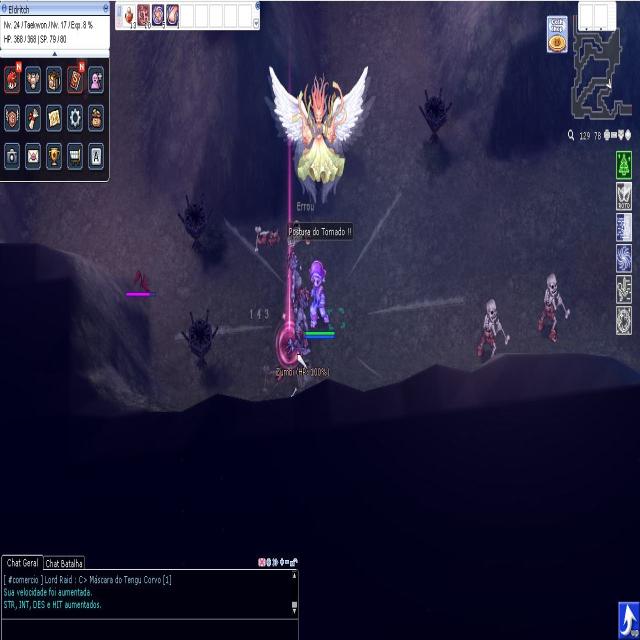 Eldritch
Nv. 24 / Taekwon / Nv. 17 / Exp. 8 %
HP. 368 / 368 | SP. 79 / 80
N
N
A
129 78
Errou
Postura do Tornado !!
143
Zumbi (HP: 100%)
Chat Geral
Chat Batalha
[ #comercio ] Lord Raid : C> Máscara do Tengu Corvo [1]
Sua velocidade foi aumentada.
STR, INT, DES e HIT aumentados.